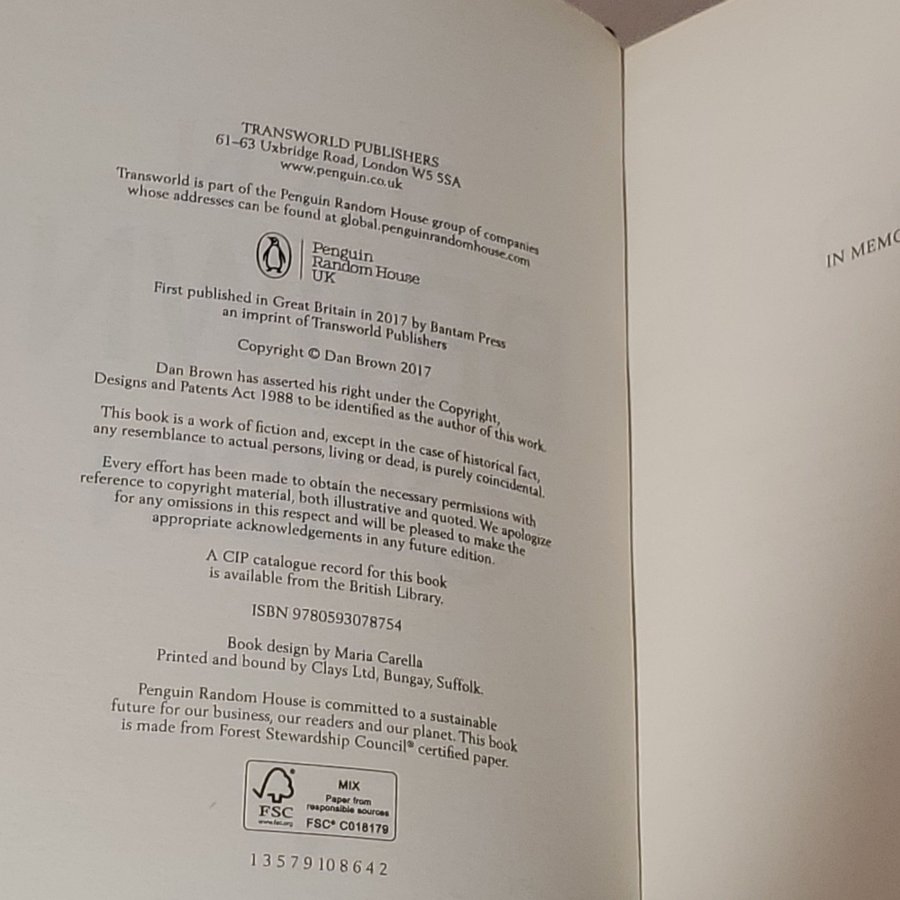 TRANSWORLD PUBLISHERS
61–63 Uxbridge Road, London W5 5SA
www.penguin.co.uk
Transworld is part of the Penguin Random House group of companies
whose addresses can be found at global.penguinrandomhouse.com
Penguin
Random House
UK
First published in Great Britain in 2017 by Bantam Press
an imprint of Transworld Publishers
Copyright © Dan Brown 2017
Dan Brown has asserted his right under the Copyright,
Designs and Patents Act 1988 to be identified as the author of this work.
This book is a work of fiction and, except in the case of historical fact,
any resemblance to actual persons, living or dead, is purely coincidental.
Every effort has been made to obtain the necessary permissions with
reference to copyright material, both illustrative and quoted. We apologize
for any omissions in this respect and will be pleased to make the
appropriate acknowledgements in any future edition.
A CIP catalogue record for this book
is available from the British Library.
ISBN 9780593078754
Book design by Maria Carella
Printed and bound by Clays Ltd, Bungay, Suffolk.
Penguin Random House is committed to a sustainable
future for our business, our readers and our planet. This book
is made from Forest Stewardship Council® certified paper.
FSC
www.fsc.org
MIX
Paper from
responsible sources
FSC® C018179
1 3 5 7 9 10 8 6 4 2
IN